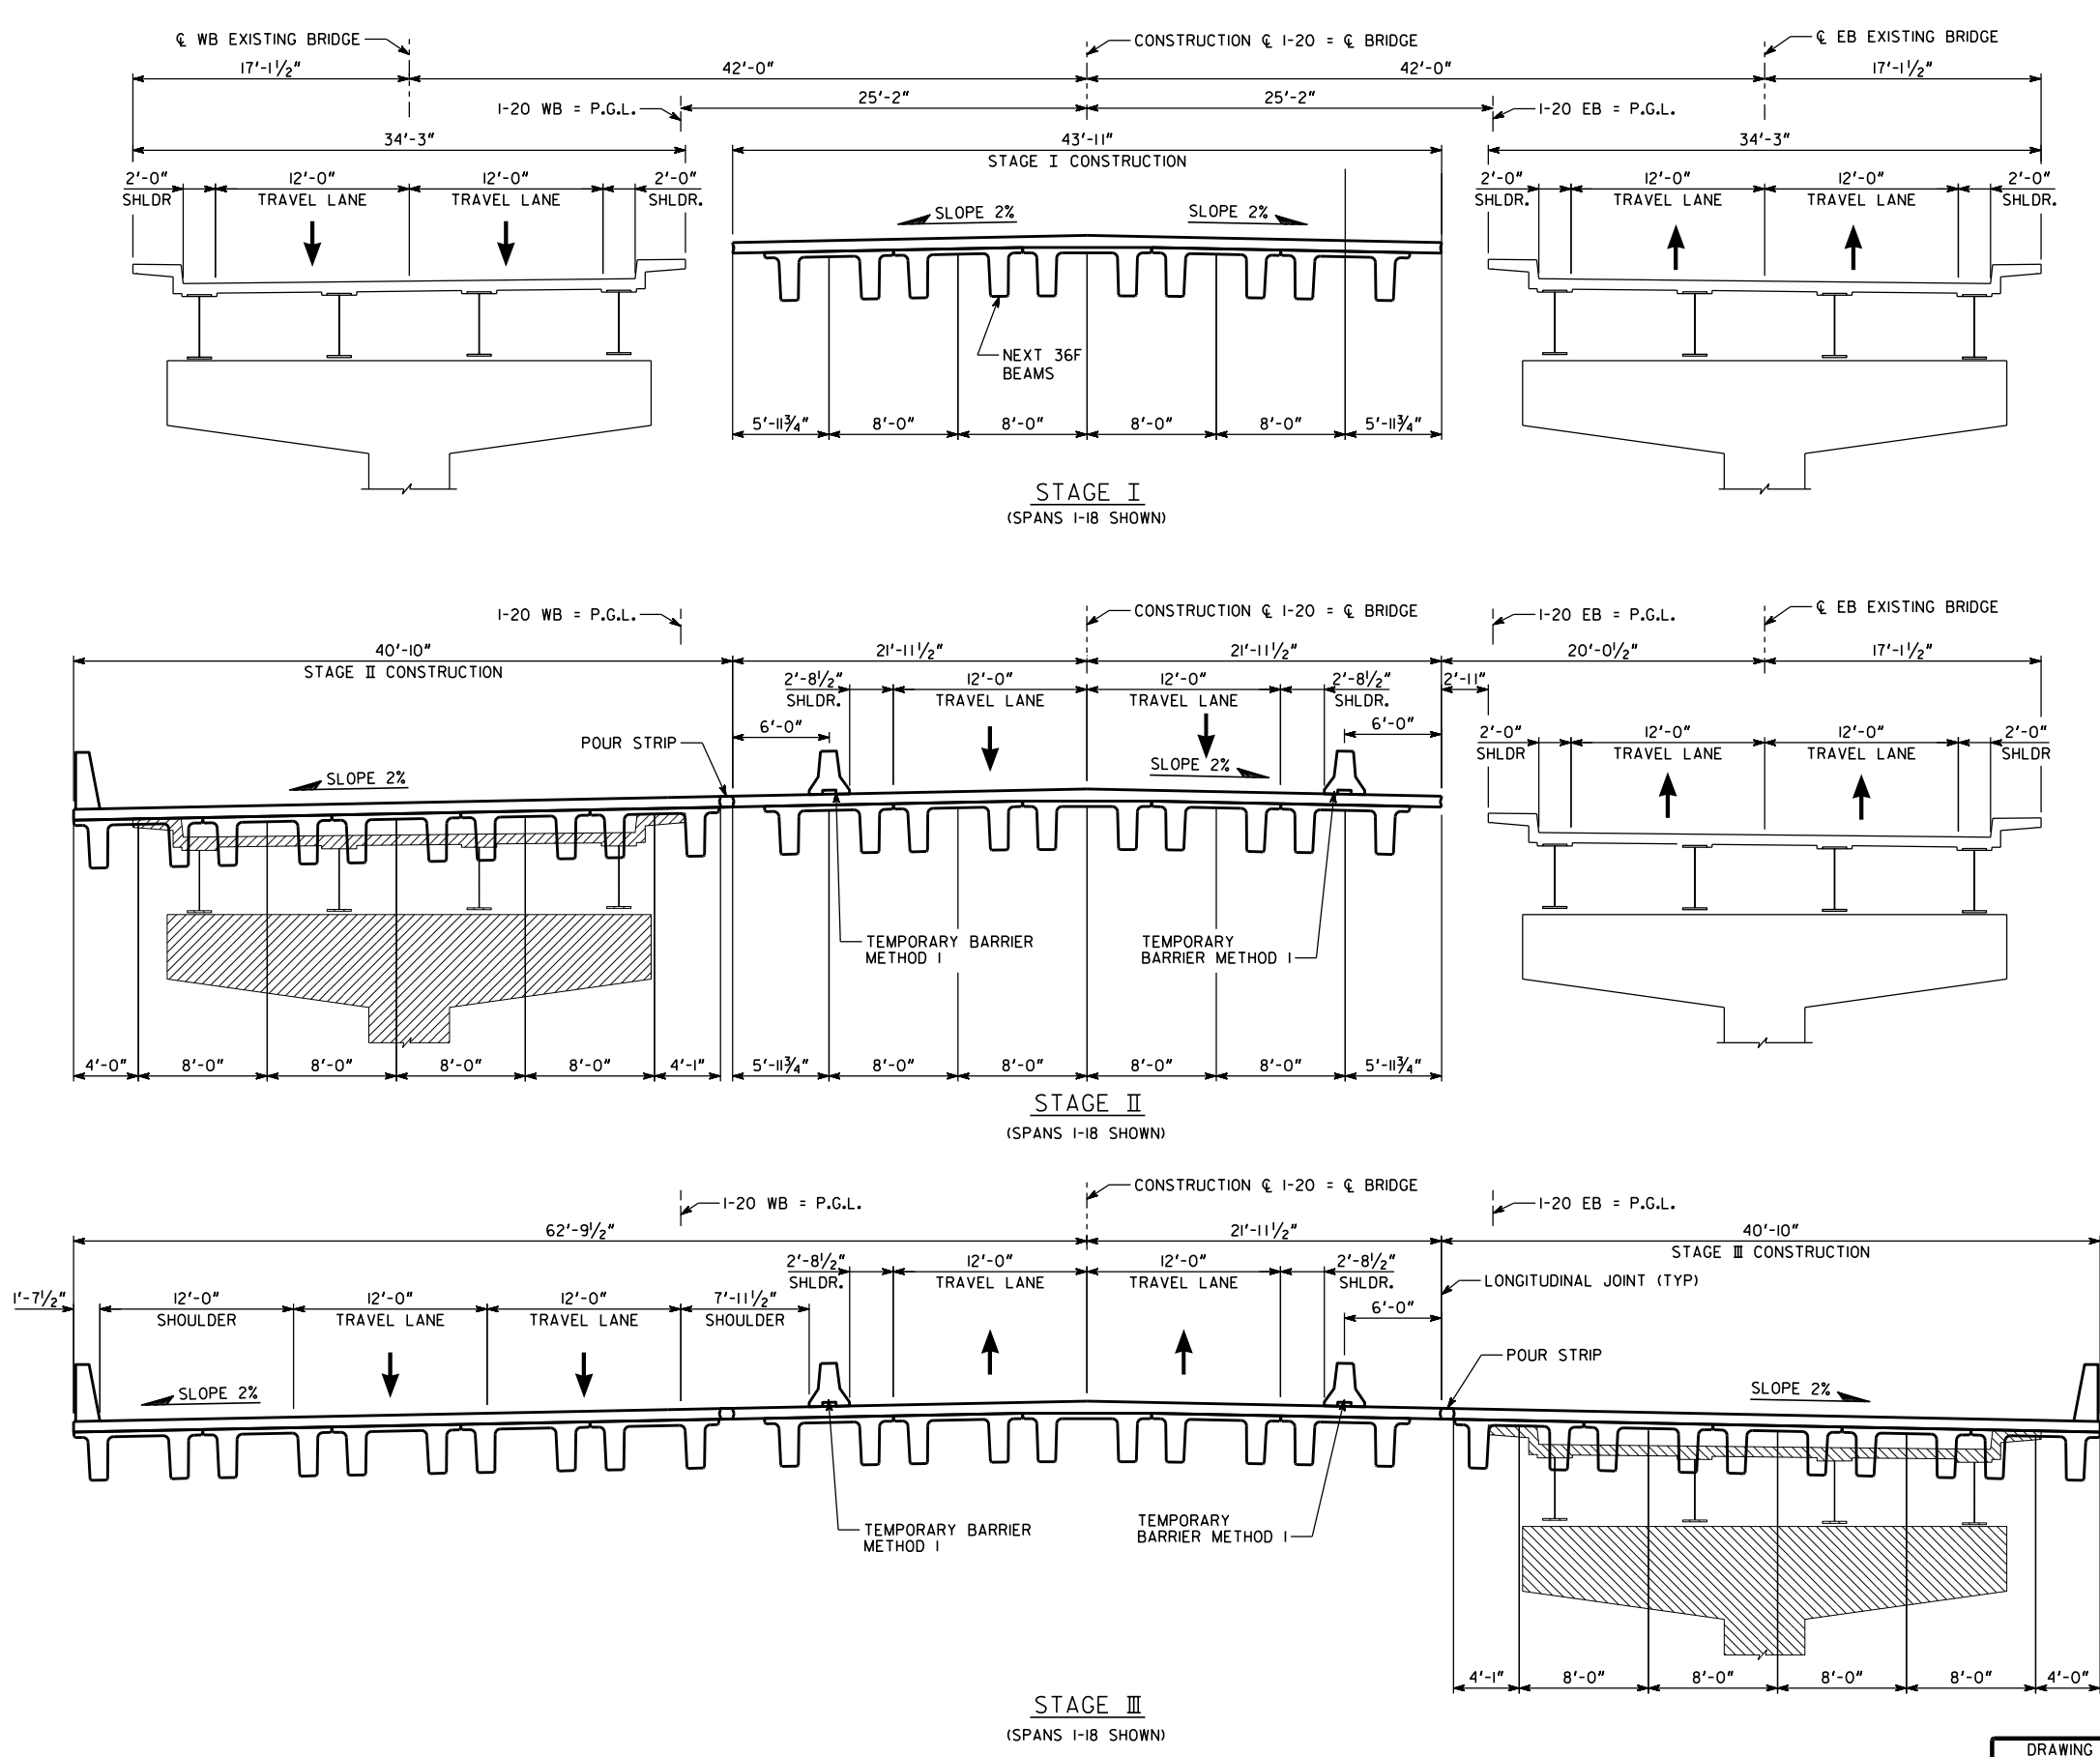 ℄ WB EXISTING BRIDGE
CONSTRUCTION ℄ I-20 = ℄ BRIDGE
℄ EB EXISTING BRIDGE
17'-1½"
42'-0"
42'-0"
17'-1½"
I-20 WB = P.G.L.
25'-2"
25'-2"
I-20 EB = P.G.L.
34'-3"
43'-11"
34'-3"
STAGE I CONSTRUCTION
2'-0"
SHLDR
12'-0"
TRAVEL LANE
12'-0"
TRAVEL LANE
2'-0"
SHLDR.
2'-0"
SHLDR.
12'-0"
TRAVEL LANE
12'-0"
TRAVEL LANE
2'-0"
SHLDR.
SLOPE 2%
SLOPE 2%
NEXT 36F
BEAMS
5'-11¾"
8'-0"
8'-0"
8'-0"
8'-0"
5'-11¾"
STAGE I
(SPANS 1-18 SHOWN)
I-20 WB = P.G.L.
CONSTRUCTION ℄ I-20 = ℄ BRIDGE
I-20 EB = P.G.L.
℄ EB EXISTING BRIDGE
40'-10"
STAGE II CONSTRUCTION
21'-11½"
21'-11½"
20'-0½"
17'-1½"
2'-8½"
SHLDR.
12'-0"
TRAVEL LANE
12'-0"
TRAVEL LANE
2'-8½"
SHLDR.
2'-11"
6'-0"
6'-0"
2'-0"
SHLDR
12'-0"
TRAVEL LANE
12'-0"
TRAVEL LANE
2'-0"
SHLDR
POUR STRIP
SLOPE 2%
SLOPE 2%
TEMPORARY BARRIER
METHOD 1
TEMPORARY
BARRIER METHOD 1
4'-0"
8'-0"
8'-0"
8'-0"
8'-0"
4'-1"
5'-11¾"
8'-0"
8'-0"
8'-0"
8'-0"
5'-11¾"
STAGE II
(SPANS 1-18 SHOWN)
I-20 WB = P.G.L.
CONSTRUCTION ℄ I-20 = ℄ BRIDGE
I-20 EB = P.G.L.
62'-9½"
21'-11½"
40'-10"
STAGE III CONSTRUCTION
2'-8½"
SHLDR.
12'-0"
TRAVEL LANE
12'-0"
TRAVEL LANE
2'-8½"
SHLDR.
LONGITUDINAL JOINT (TYP)
1'-7½"
12'-0"
SHOULDER
12'-0"
TRAVEL LANE
12'-0"
TRAVEL LANE
7'-11½"
SHOULDER
6'-0"
POUR STRIP
SLOPE 2%
SLOPE 2%
TEMPORARY BARRIER
METHOD 1
TEMPORARY
BARRIER METHOD 1
4'-1"
8'-0"
8'-0"
8'-0"
8'-0"
4'-0"
STAGE III
(SPANS 1-18 SHOWN)
DRAWING